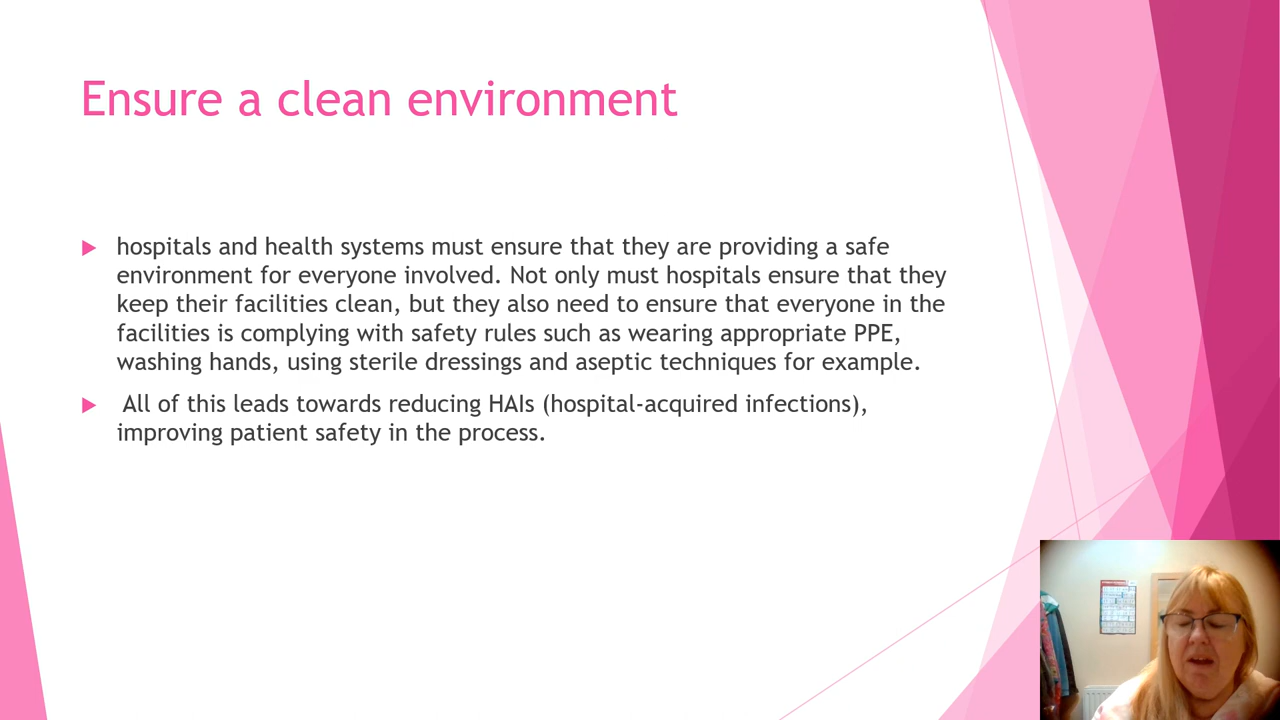 Ensure a clean environment
hospitals and health systems must ensure that they are providing a safe
environment for everyone involved. Not only must hospitals ensure that they
keep their facilities clean, but they also need to ensure that everyone in the
facilities is complying with safety rules such as wearing appropriate PPE,
washing hands, using sterile dressings and aseptic techniques for example.
All of this leads towards reducing HAIs (hospital-acquired infections),
improving patient safety in the process.